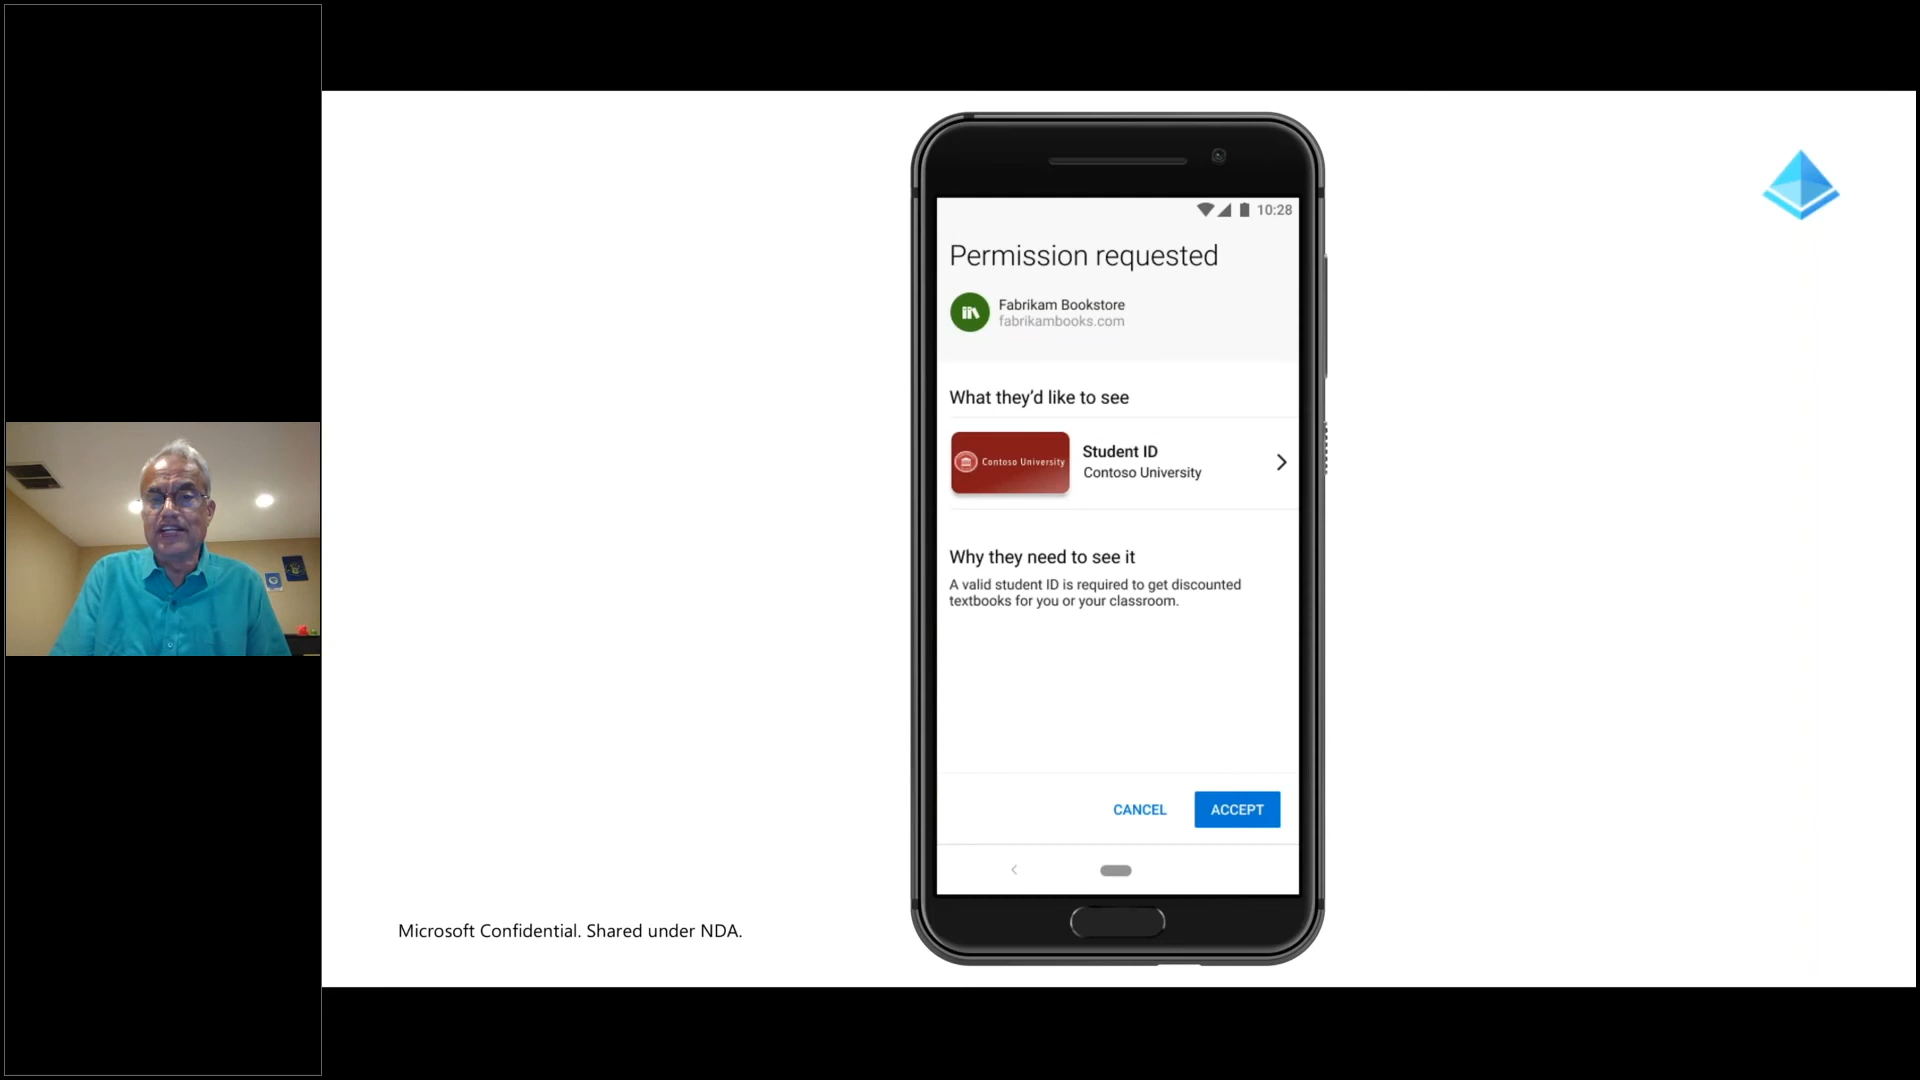 10:28
Permission requested
Fabrikam Bookstore
fabrikambooks.com
What they’d like to see
Contoso University
Student ID
Contoso University
Why they need to see it
A valid student ID is required to get discounted
textbooks for you or your classroom.
CANCEL
ACCEPT
Microsoft Confidential. Shared under NDA.